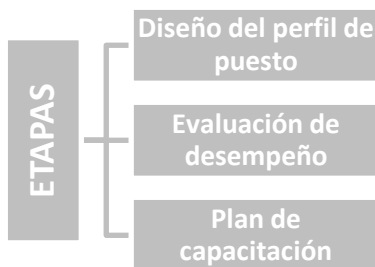 ETAPAS
Diseño del perfil de
puesto
Evaluación de
desempeño
Plan de
capacitación